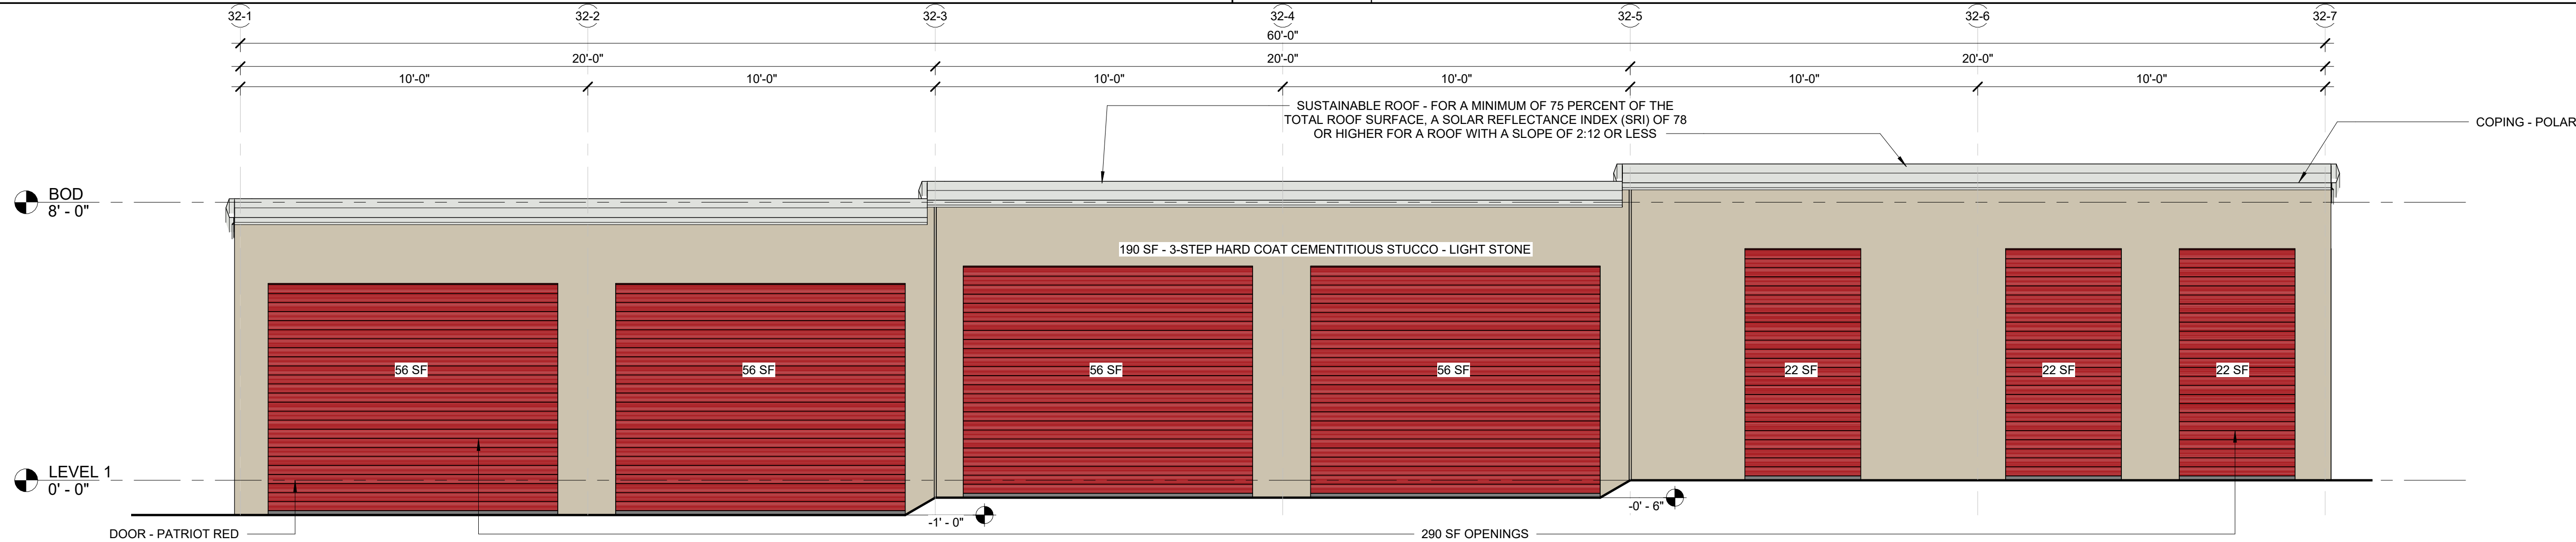 32-1
32-2
32-3
32-4
32-5
32-6
32-7
60'-0"
20'-0"
20'-0"
20'-0"
10'-0"
10'-0"
10'-0"
10'-0"
10'-0"
10'-0"
SUSTAINABLE ROOF - FOR A MINIMUM OF 75 PERCENT OF THE
TOTAL ROOF SURFACE, A SOLAR REFLECTANCE INDEX (SRI) OF 78
OR HIGHER FOR A ROOF WITH A SLOPE OF 2:12 OR LESS
COPING - POLAR
BOD
8' - 0"
190 SF - 3-STEP HARD COAT CEMENTITIOUS STUCCO - LIGHT STONE
56 SF
56 SF
56 SF
56 SF
22 SF
22 SF
22 SF
LEVEL 1
0' - 0"
-1' - 0"
-0' - 6"
DOOR - PATRIOT RED
290 SF OPENINGS